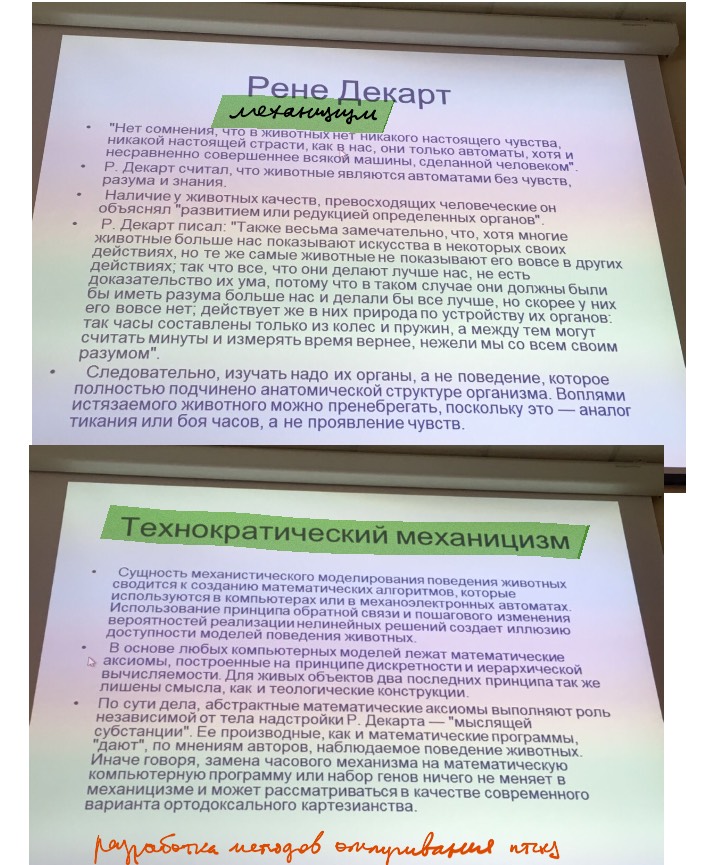 Рене Декарт
механицизм
• "Нет сомнения, что в животных нет никакого настоящего чувства,
никакой настоящей страсти, как в нас, они только автоматы, хотя и
несравненно совершеннее всякой машины, сделанной человеком".
• Р. Декарт считал, что животные являются автоматами без чувств,
разума и знания.
• Наличие у животных качеств, превосходящих человеческие он
объяснял "развитием или редукцией определенных органов".
• Р. Декарт писал: "Также весьма замечательно, что, хотя многие
животные больше нас показывают искусства в некоторых своих
действиях, но те же самые животные не показывают его вовсе в других
действиях; так что все, что они делают лучше нас, не есть
доказательство их ума, потому что в таком случае они должны были
бы иметь разума больше нас и делали бы все лучше, но скорее у них
его вовсе нет; действует же в них природа по устройству их органов:
так часы составлены только из колес и пружин, а между тем могут
считать минуты и измерять время вернее, нежели мы со всем своим
разумом".
• Следовательно, изучать надо их органы, а не поведение, которое
полностью подчинено анатомической структуре организма. Воплями
истязаемого животного можно пренебрегать, поскольку это — аналог
тикания или боя часов, а не проявление чувств.
Технократический механицизм
• Сущность механистического моделирования поведения животных
сводится к созданию математических алгоритмов, которые
используются в компьютерах или в механоэлектронных автоматах.
Использование принципа обратной связи и пошагового изменения
вероятностей реализации нелинейных решений создает иллюзию
доступности моделей поведения животных.
• В основе любых компьютерных моделей лежат математические
аксиомы, построенные на принципе дискретности и иерархической
вычисляемости. Для живых объектов два последних принципа так же
лишены смысла, как и теологические конструкции.
• По сути дела, абстрактные математические аксиомы выполняют роль
независимой от тела надстройки Р. Декарта — "мыслящей
субстанции". Ее производные, как и математические программы,
"дают", по мнениям авторов, наблюдаемое поведение животных.
Иначе говоря, замена часового механизма на математическую
компьютерную программу или набор генов ничего не меняет в
механицизме и может рассматриваться в качестве современного
варианта ортодоксального картезианства.
разработка методов отпугивания птиц